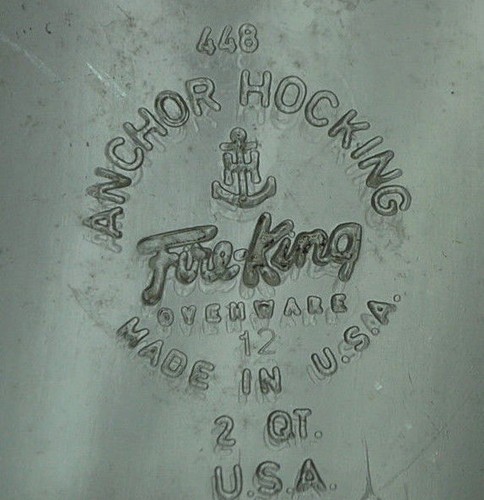 448
ANCHOR HOCKING
Fire-King
OVENWARE
12
MADE IN U.S.A.
2 QT.
U.S.A.